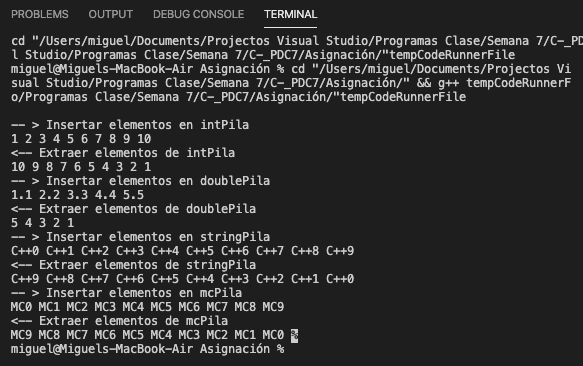 PROBLEMS OUTPUT DEBUG CONSOLE TERMINAL
cd "/Users/miguel/Documents/Projectos Visual Studio/Programas Clase/Semana 7/C-_PD
l Studio/Programas Clase/Semana 7/C-_PDC7/Asignación/"tempCodeRunnerFile
miguel@Miguels-MacBook-Air Asignación % cd "/Users/miguel/Documents/Projectos Vi
sual Studio/Programas Clase/Semana 7/C-_PDC7/Asignación/" && g++ tempCodeRunnerF
o/Programas Clase/Semana 7/C-_PDC7/Asignación/"tempCodeRunnerFile
-- > Insertar elementos en intPila
1 2 3 4 5 6 7 8 9 10
<-- Extraer elementos de intPila
10 9 8 7 6 5 4 3 2 1
-- > Insertar elementos en doublePila
1.1 2.2 3.3 4.4 5.5
<-- Extraer elementos de doublePila
5 4 3 2 1
-- > Insertar elementos en stringPila
C++0 C++1 C++2 C++3 C++4 C++5 C++6 C++7 C++8 C++9
<-- Extraer elementos de stringPila
C++9 C++8 C++7 C++6 C++5 C++4 C++3 C++2 C++1 C++0
-- > Insertar elementos en mcPila
MC0 MC1 MC2 MC3 MC4 MC5 MC6 MC7 MC8 MC9
<-- Extraer elementos de mcPila
MC9 MC8 MC7 MC6 MC5 MC4 MC3 MC2 MC1 MC0 %
miguel@Miguels-MacBook-Air Asignación %